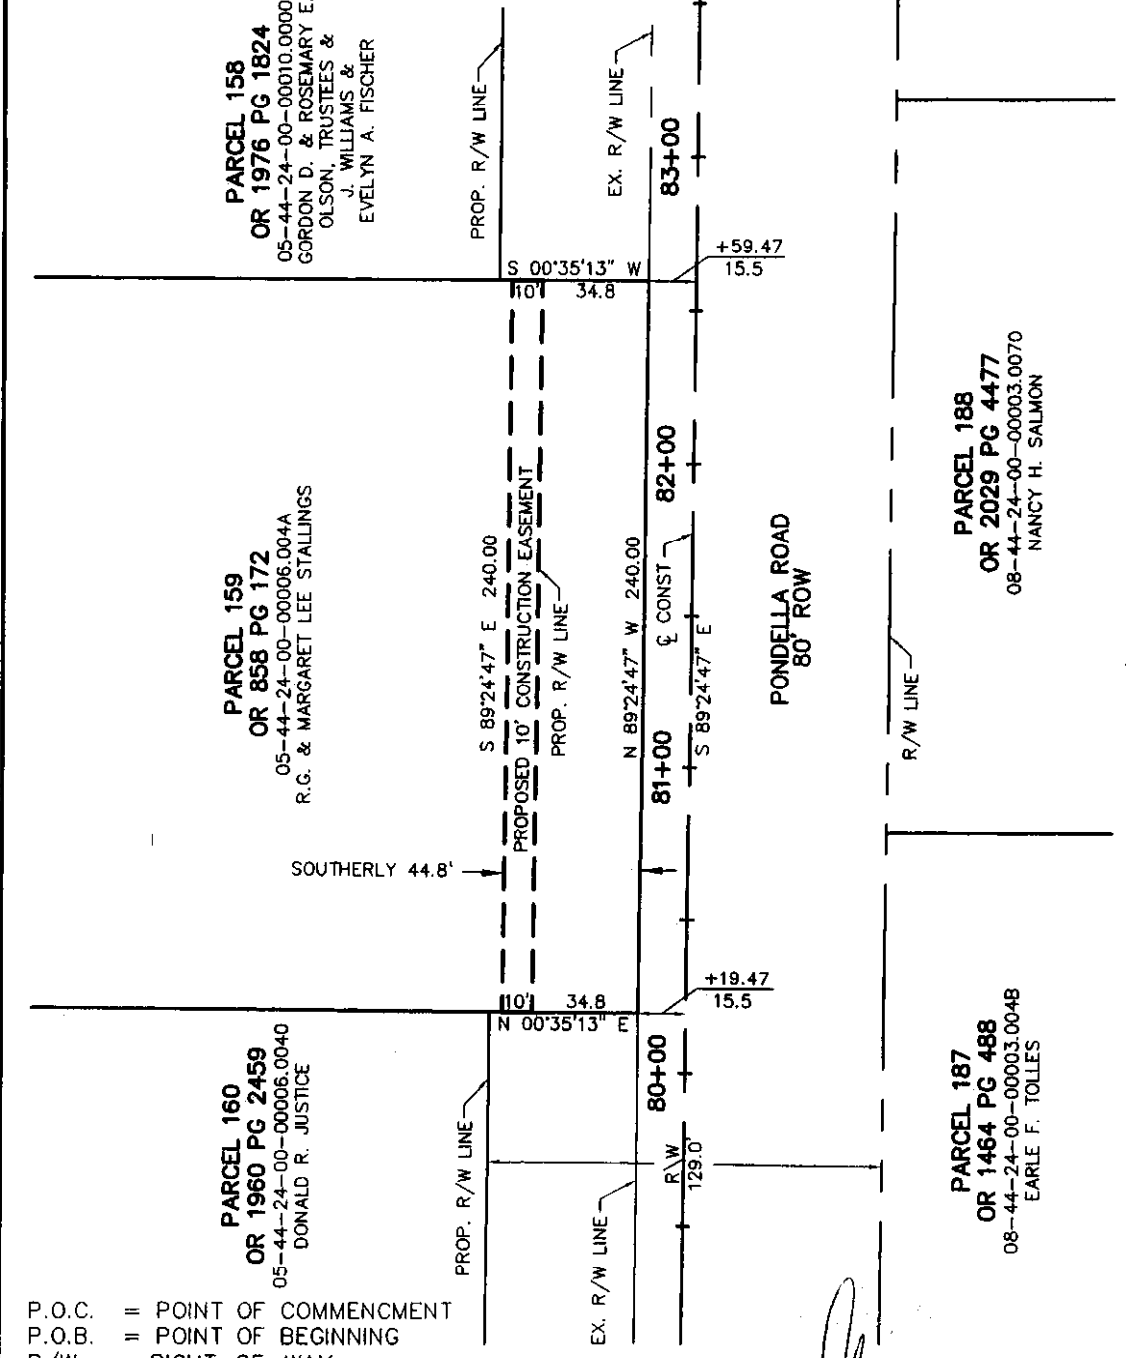 PARCEL 158
OR 1976 PG 1824
05-44-24-00-00010.0000
GORDON D. & ROSEMARY E.
OLSON, TRUSTEES &
J. WILLIAMS &
EVELYN A. FISCHER
PROP. R/W LINE
EX. R/W LINE
83+00
S 00°35'13" W
10'
34.8
+59.47
15.5
PARCEL 159
OR 858 PG 172
05-44-24-00-00006.004A
R.G. & MARGARET LEE STALLINGS
S 89°24'47" E 240.00
PROPOSED 10' CONSTRUCTION EASEMENT
PROP. R/W LINE
N 89°24'47" W 240.00
82+00
℄ CONST
81+00
S 89°24'47" E
PONDELLA ROAD
80' ROW
R/W LINE
PARCEL 188
OR 2029 PG 4477
08-44-24-00-00003.0070
NANCY H. SALMON
SOUTHERLY 44.8'
10'
34.8
N 00°35'13" E
+19.47
15.5
PARCEL 160
OR 1960 PG 2459
05-44-24-00-00006.0040
DONALD R. JUSTICE
PROP. R/W LINE
EX. R/W LINE
80+00
R/W
129.0'
PARCEL 187
OR 1464 PG 488
08-44-24-00-00003.004B
EARLE F. TOLLES
P.O.C. = POINT OF COMMENCMENT
P.O.B. = POINT OF BEGINNING
R/W = RIGHT OF WAY